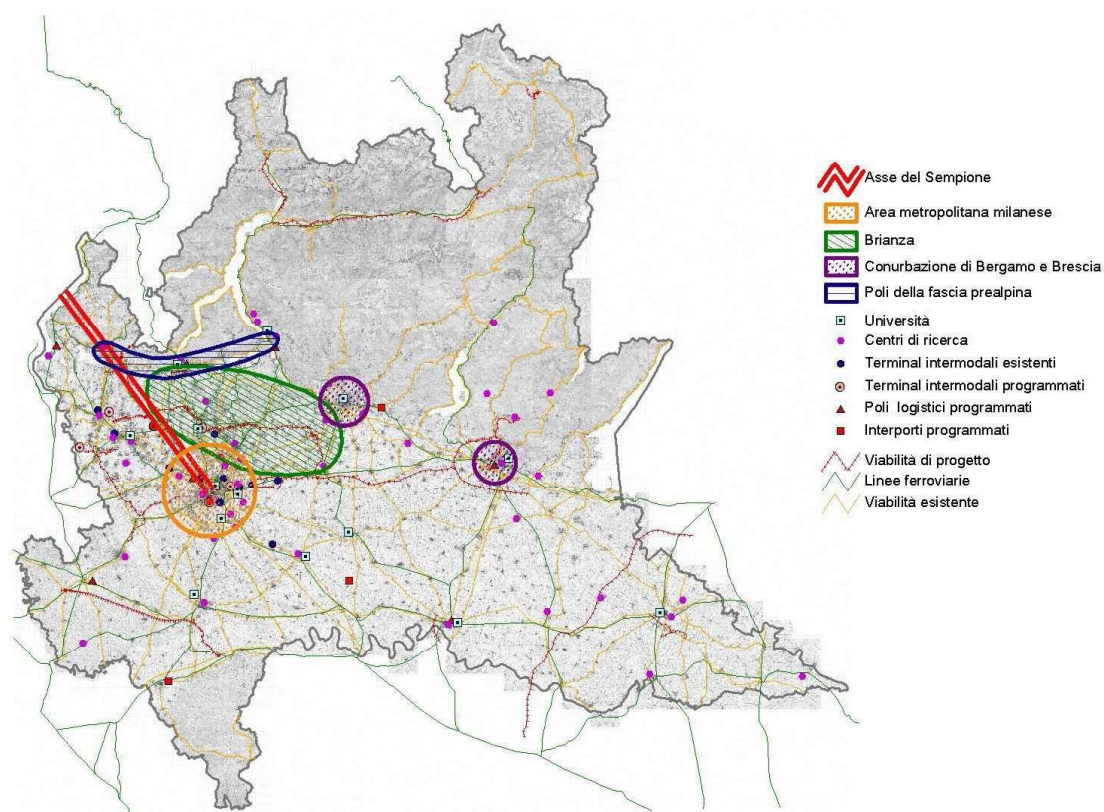 Asse del Sempione
Area metropolitana milanese
Brianza
Conurbazione di Bergamo e Brescia
Poli della fascia prealpina
Università
Centri di ricerca
Terminal intermodali esistenti
Terminal intermodali programmati
Poli logistici programmati
Interporti programmati
Viabilità di progetto
Linee ferroviarie
Viabilità esistente